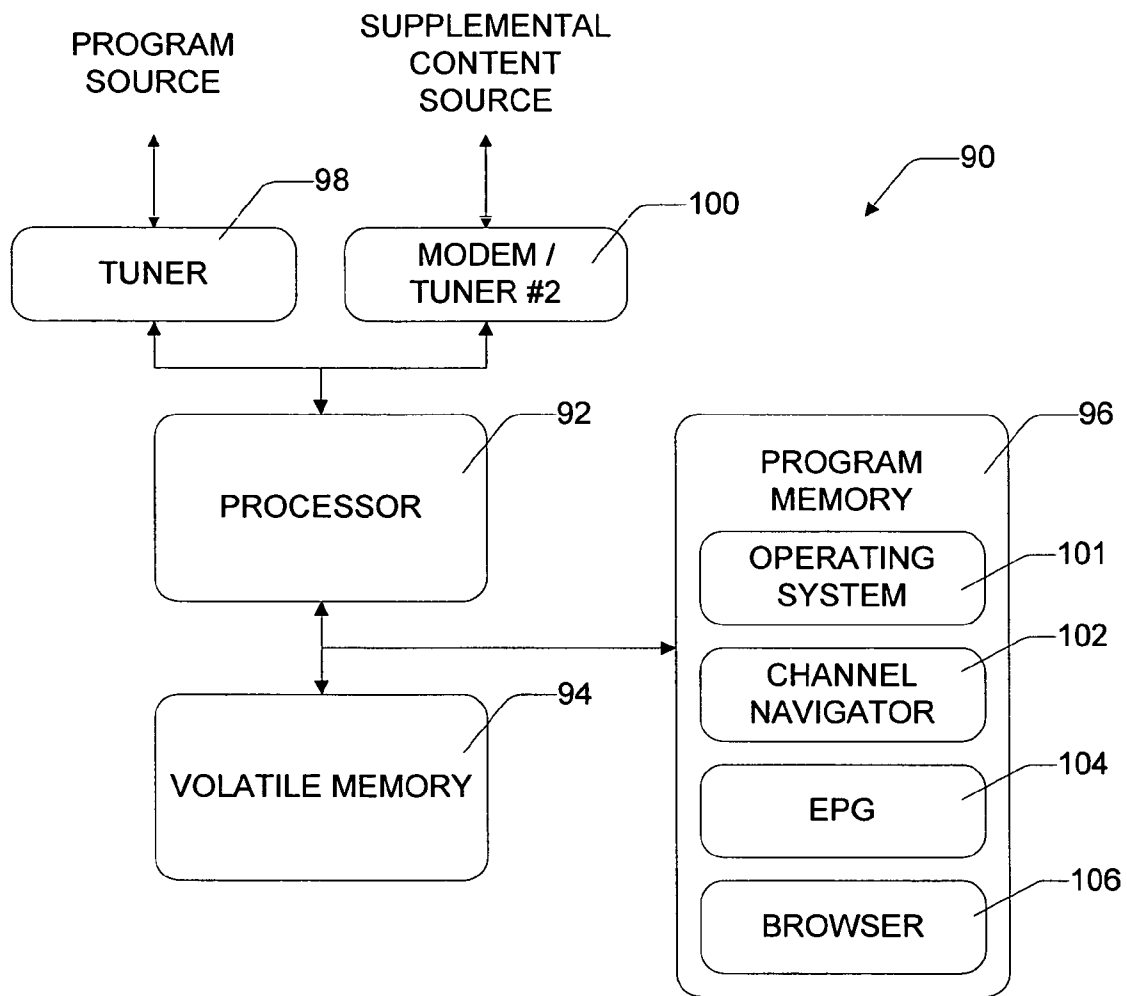 PROGRAM
SOURCE
SUPPLEMENTAL
CONTENT
SOURCE
90
98
100
TUNER
MODEM /
TUNER #2
92
PROCESSOR
96
PROGRAM
MEMORY
OPERATING
SYSTEM
101
102
CHANNEL
NAVIGATOR
94
VOLATILE MEMORY
104
EPG
106
BROWSER